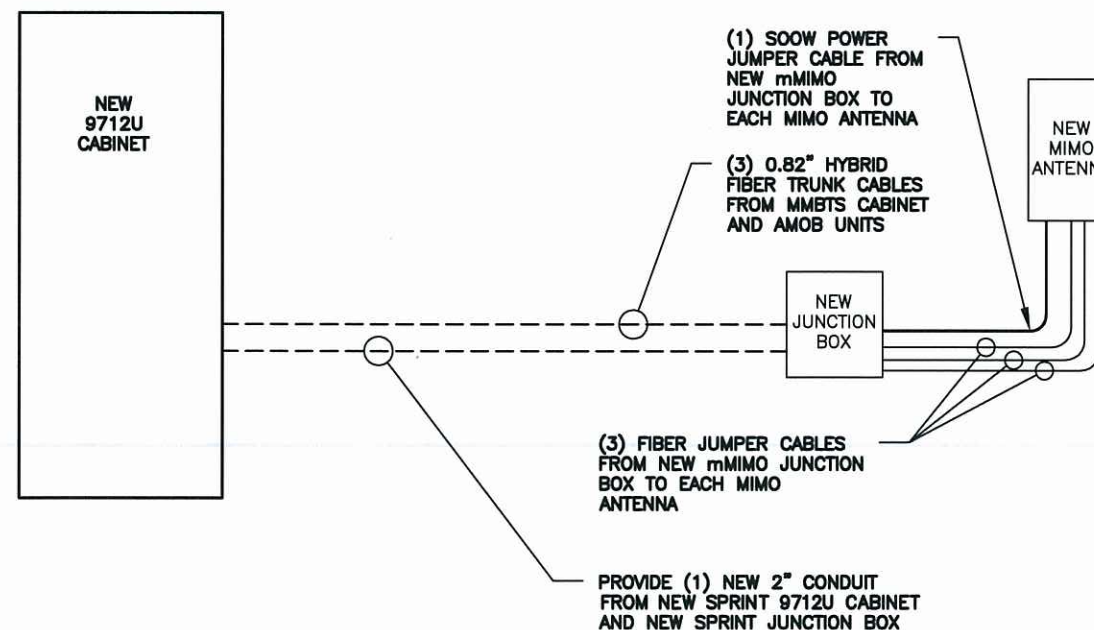 NEW
9712U
CABINET
(1) SOOW POWER
JUMPER CABLE FROM
NEW mMIMO
JUNCTION BOX TO
EACH MIMO ANTENNA
(3) 0.82" HYBRID
FIBER TRUNK CABLES
FROM MMBTS CABINET
AND AMOB UNITS
NEW
MIMO
NEW
JUNCTION
BOX
(3) FIBER JUMPER CABLES
FROM NEW mMIMO JUNCTION
BOX TO EACH MIMO
ANTENNA
PROVIDE (1) NEW 2" CONDUIT
FROM NEW SPRINT 9712U CABINET
AND NEW SPRINT JUNCTION BOX